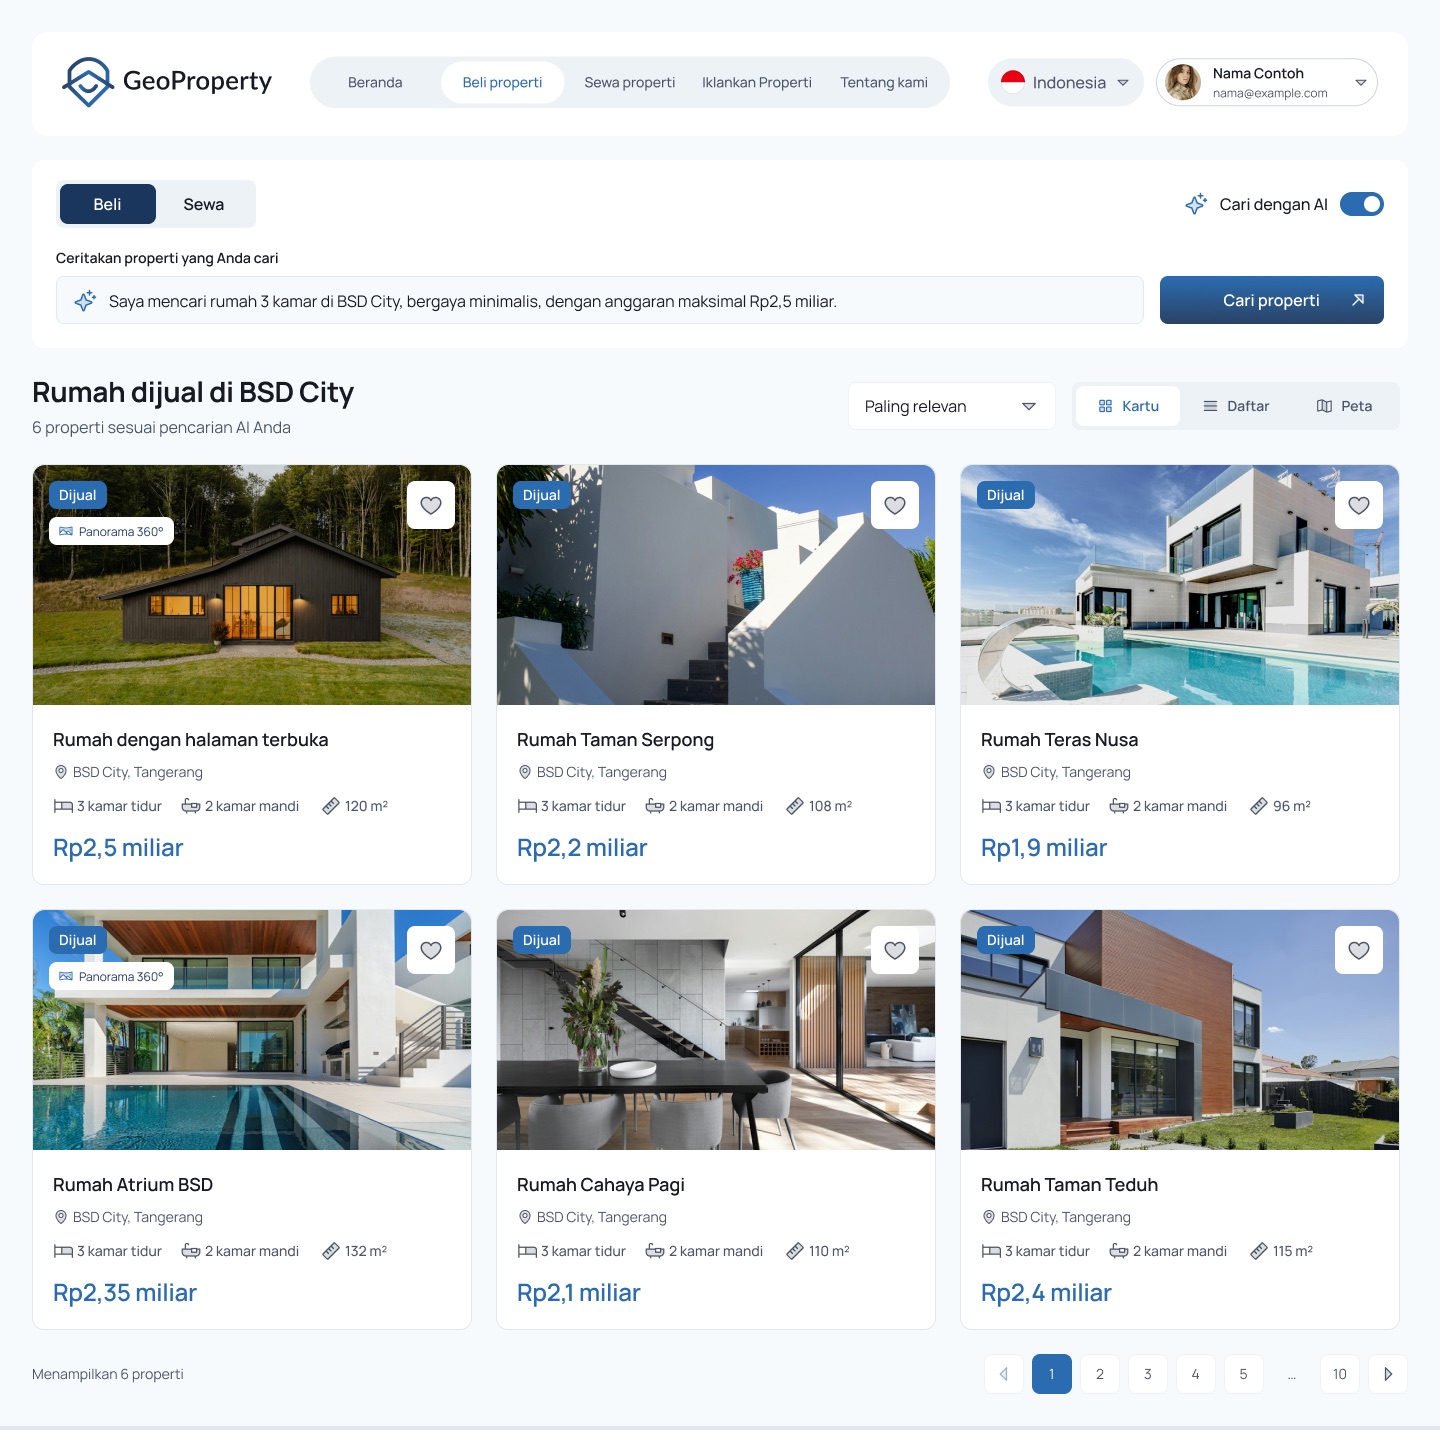 GeoProperty
Beranda
Beli properti
Sewa properti
Iklankan Properti
Tentang kami
Indonesia
Nama Contoh
nama@example.com
Beli
Sewa
Cari dengan AI
Ceritakan properti yang Anda cari
Saya mencari rumah 3 kamar di BSD City, bergaya minimalis, dengan anggaran maksimal Rp2,5 miliar.
Cari properti
Rumah dijual di BSD City
6 properti sesuai pencarian AI Anda
Paling relevan
Kartu
Daftar
Peta
Dijual
Panorama 360°
Rumah dengan halaman terbuka
BSD City, Tangerang
3 kamar tidur 2 kamar mandi 120 m²
Rp2,5 miliar
Dijual
Rumah Taman Serpong
BSD City, Tangerang
3 kamar tidur 2 kamar mandi 108 m²
Rp2,2 miliar
Dijual
Rumah Teras Nusa
BSD City, Tangerang
3 kamar tidur 2 kamar mandi 96 m²
Rp1,9 miliar
Dijual
Panorama 360°
Rumah Atrium BSD
BSD City, Tangerang
3 kamar tidur 2 kamar mandi 132 m²
Rp2,35 miliar
Dijual
Rumah Cahaya Pagi
BSD City, Tangerang
3 kamar tidur 2 kamar mandi 110 m²
Rp2,1 miliar
Dijual
Rumah Taman Teduh
BSD City, Tangerang
3 kamar tidur 2 kamar mandi 115 m²
Rp2,4 miliar
Menampilkan 6 properti
1 2 3 4 5 ... 10